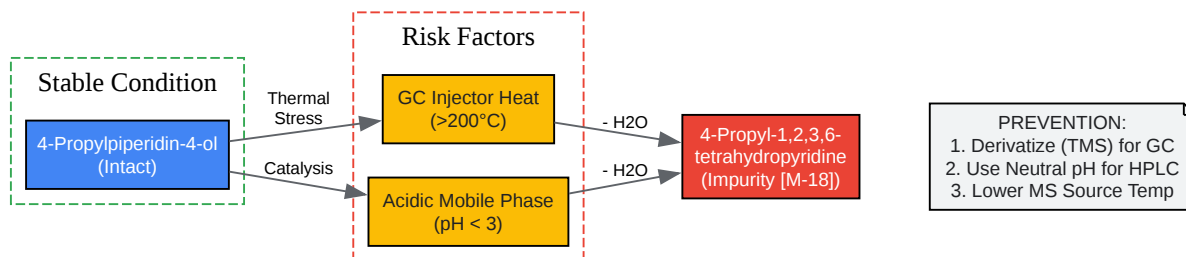 Stable Condition
4-Propylpiperidin-4-ol
(Intact)
Thermal
Stress
Catalysis
Risk Factors
GC Injector Heat
(>200°C)
Acidic Mobile Phase
(pH < 3)
- H2O
- H2O
4-Propyl-1,2,3,6-
tetrahydropyridine
(Impurity [M-18])
PREVENTION:
1. Derivatize (TMS) for GC
2. Use Neutral pH for HPLC
3. Lower MS Source Temp